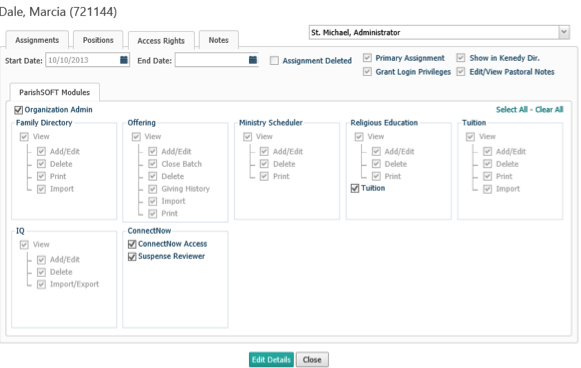 Dale, Marcia (721144)
Assignments Positions Access Rights Notes St. Michael, Administrator
Start Date: 10/10/2013 End Date: Assignment Deleted Primary Assignment Show in Kenedy Dir.
Grant Login Privileges Edit/View Pastoral Notes
ParishSOFT Modules
Organization Admin Select All - Clear All
Family Directory Offering Ministry Scheduler Religious Education Tuition
View View View View View
Add/Edit Add/Edit Add/Edit Add/Edit Add/Edit
Delete Close Batch Delete Delete Delete
Print Delete Print Print Print
Import Giving History Tuition Import
Import
Print
IQ ConnectNow
View ConnectNow Access
Add/Edit Suspense Reviewer
Delete
Import/Export
Edit Details Close